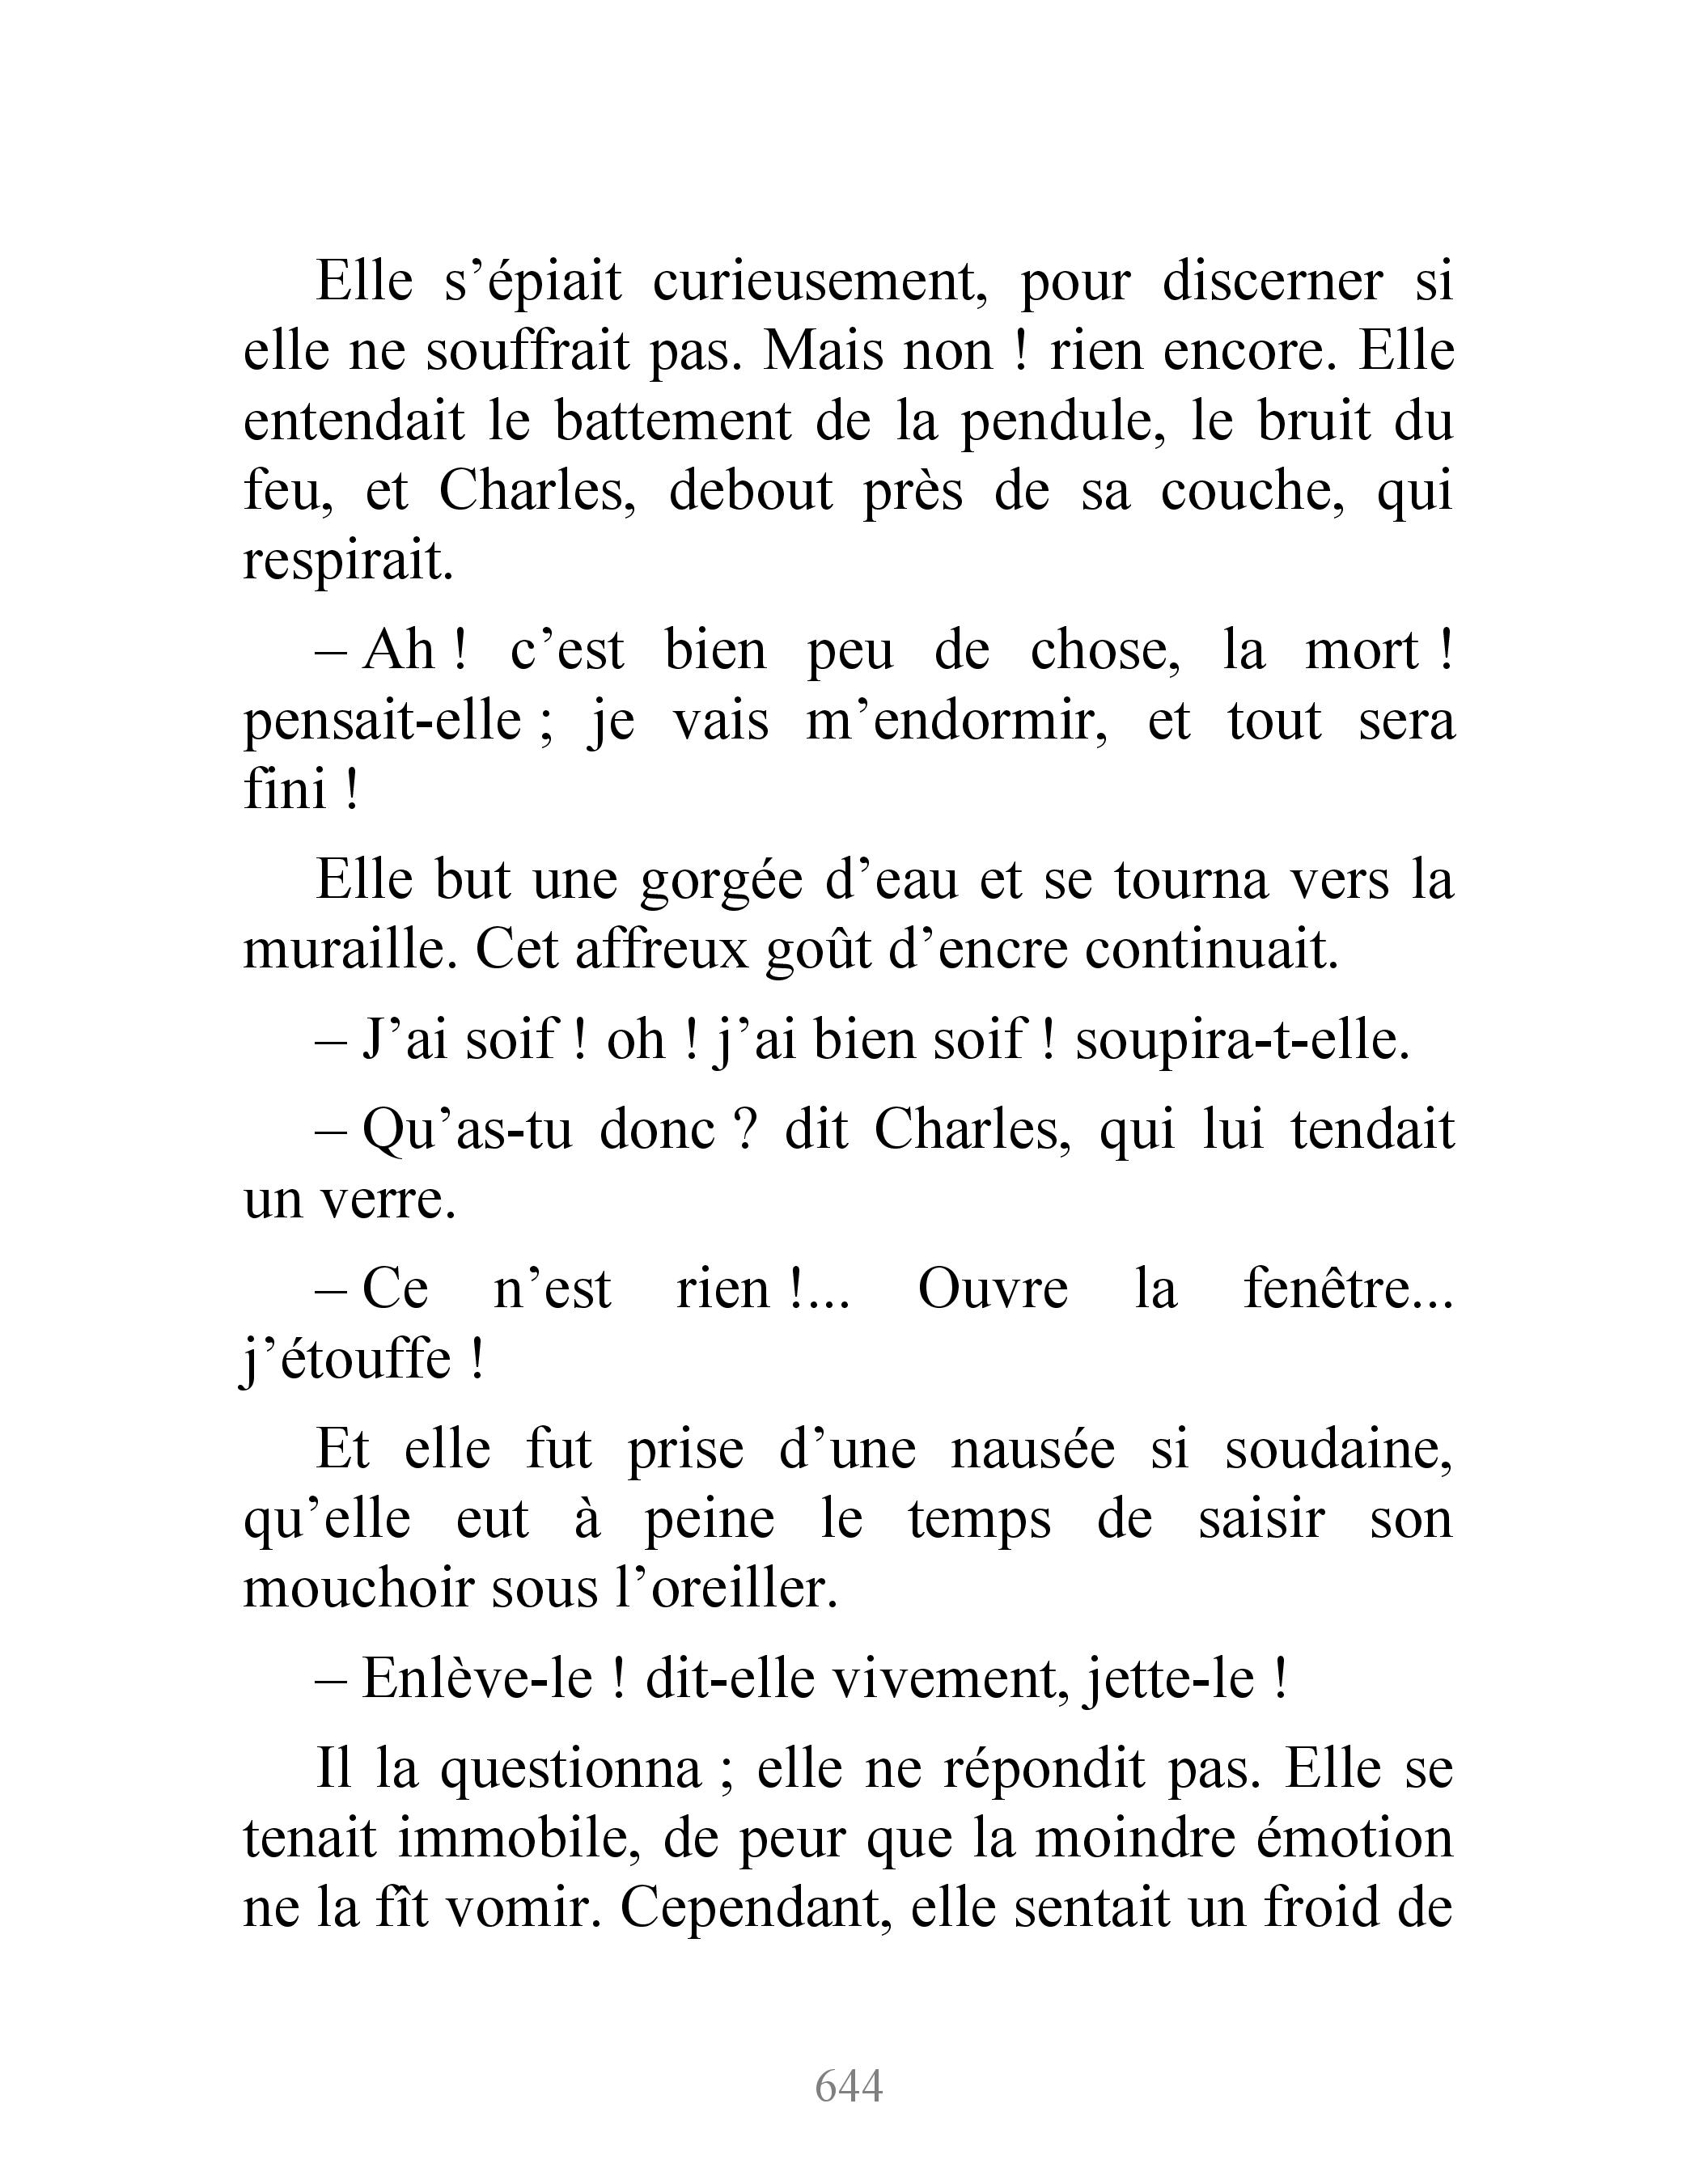 Elle s’épiait curieusement, pour discerner si
elle ne souffrait pas. Mais non ! rien encore. Elle
entendait le battement de la pendule, le bruit du
feu, et Charles, debout près de sa couche, qui
respirait.
– Ah ! c’est bien peu de chose, la mort !
pensait-elle ; je vais m’endormir, et tout sera
fini !
Elle but une gorgée d’eau et se tourna vers la
muraille. Cet affreux goût d’encre continuait.
– J’ai soif ! oh ! j’ai bien soif ! soupira-t-elle.
– Qu’as-tu donc ? dit Charles, qui lui tendait
un verre.
– Ce n’est rien !... Ouvre la fenêtre...
j’étouffe !
Et elle fut prise d’une nausée si soudaine,
qu’elle eut à peine le temps de saisir son
mouchoir sous l’oreiller.
– Enlève-le ! dit-elle vivement, jette-le !
Il la questionna ; elle ne répondit pas. Elle se
tenait immobile, de peur que la moindre émotion
ne la fît vomir. Cependant, elle sentait un froid de
644